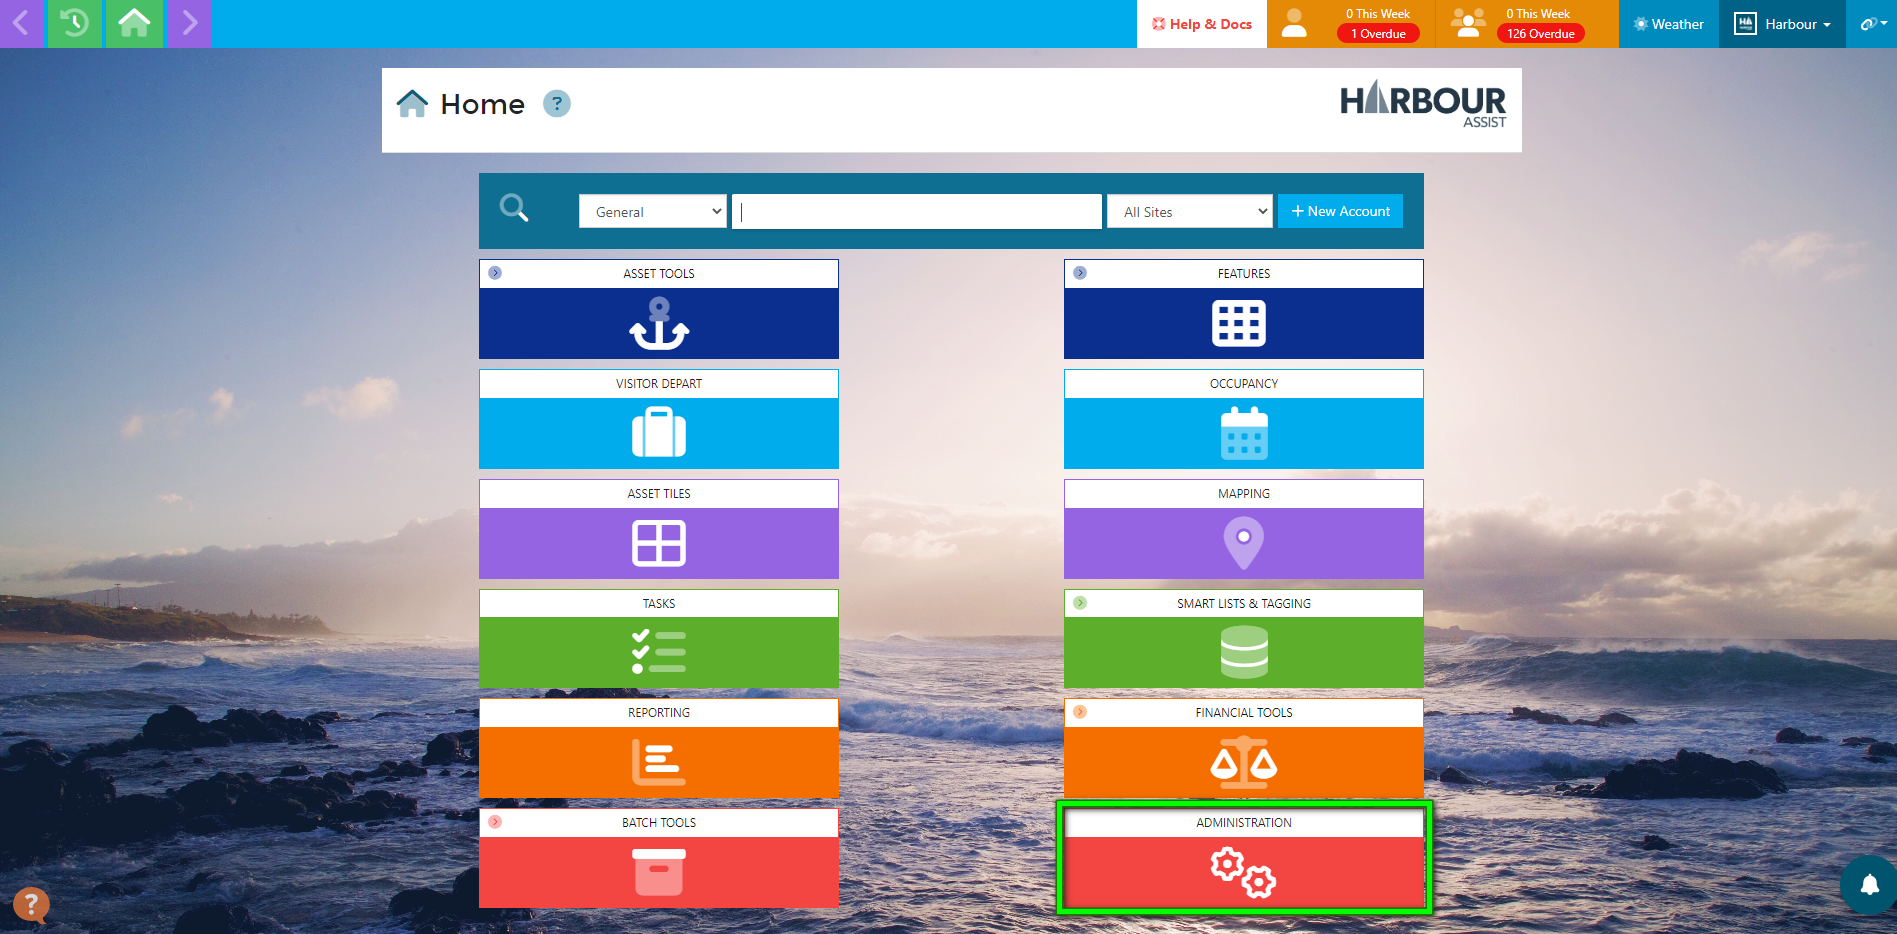 Help & Docs
0 This Week
1 Overdue
0 This Week
126 Overdue
Weather
Harbour
Home ?
HARBOUR
ASSIST
General
All Sites
+ New Account
ASSET TOOLS
FEATURES
VISITOR DEPART
OCCUPANCY
ASSET TILES
MAPPING
TASKS
SMART LISTS & TAGGING
REPORTING
FINANCIAL TOOLS
BATCH TOOLS
ADMINISTRATION
?